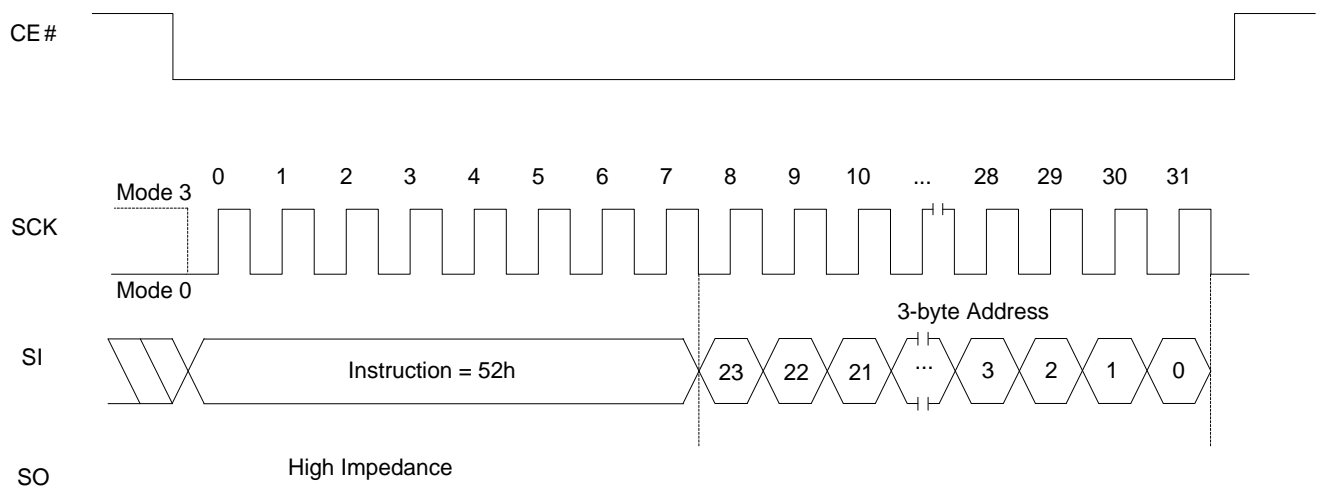 CE#
0 1 2 3 4 5 6 7 8 9 10 ... 28 29 30 31
Mode 3
SCK
Mode 0
3-byte Address
SI
Instruction = 52h 23 22 21 ... 3 2 1 0
High Impedance
SO